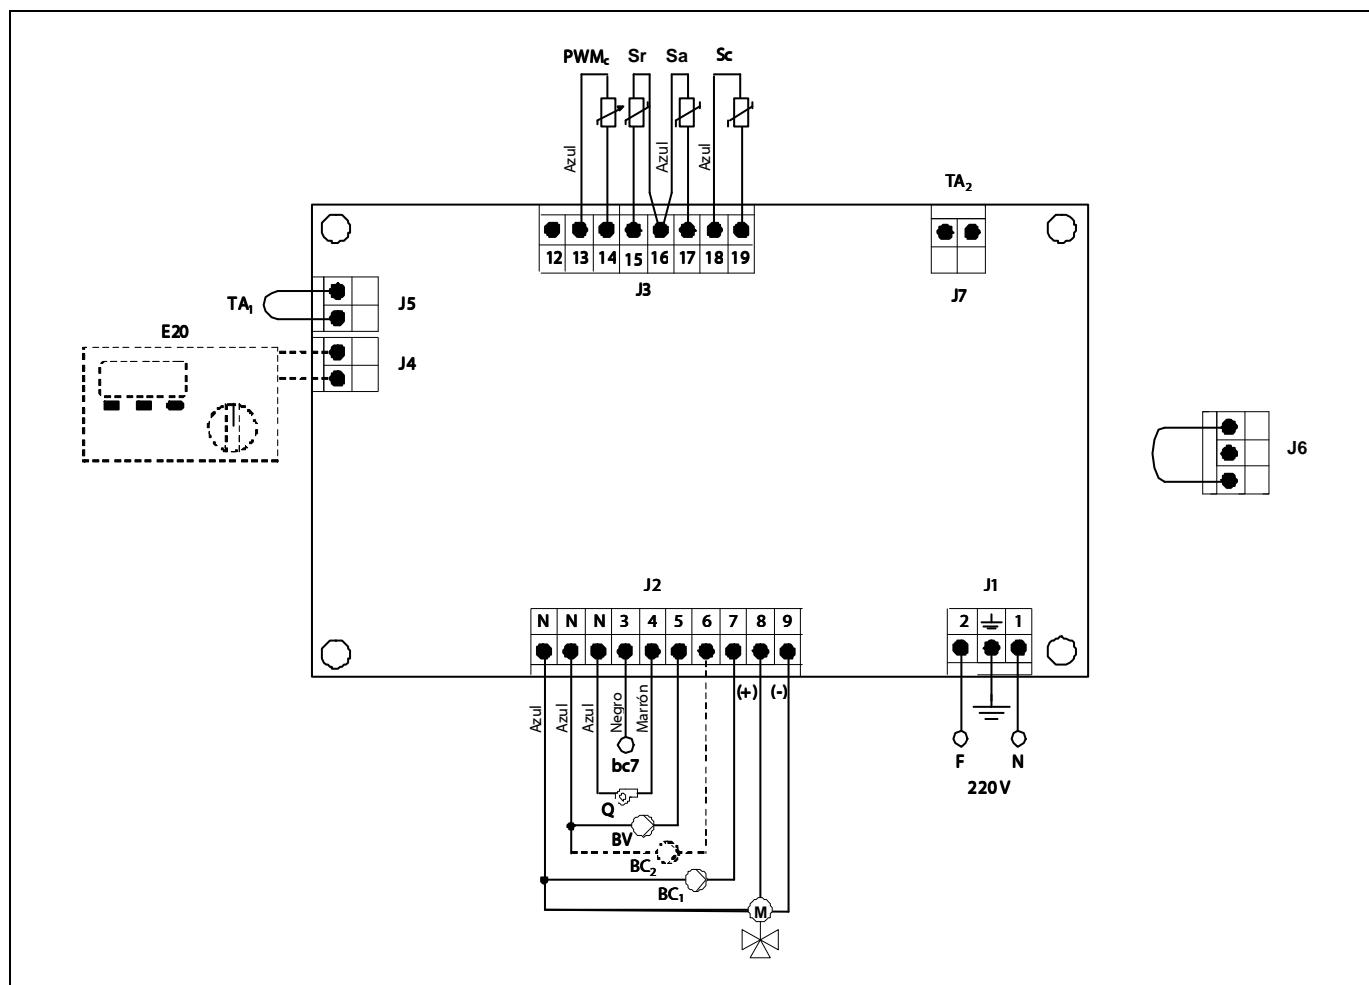 PWMc Sr Sa Sc
Azul Azul Azul
TA2
12 13 14 15 16 17 18 19
J3
J7
TA1
J5
E20
J4
J6
J2
J1
N N N 3 4 5 6 7 8 9
2 1
(+) (-)
Azul Azul Azul Negro Marrón
bc7
F N
220 V
Q
BV
BC2
BC1
M